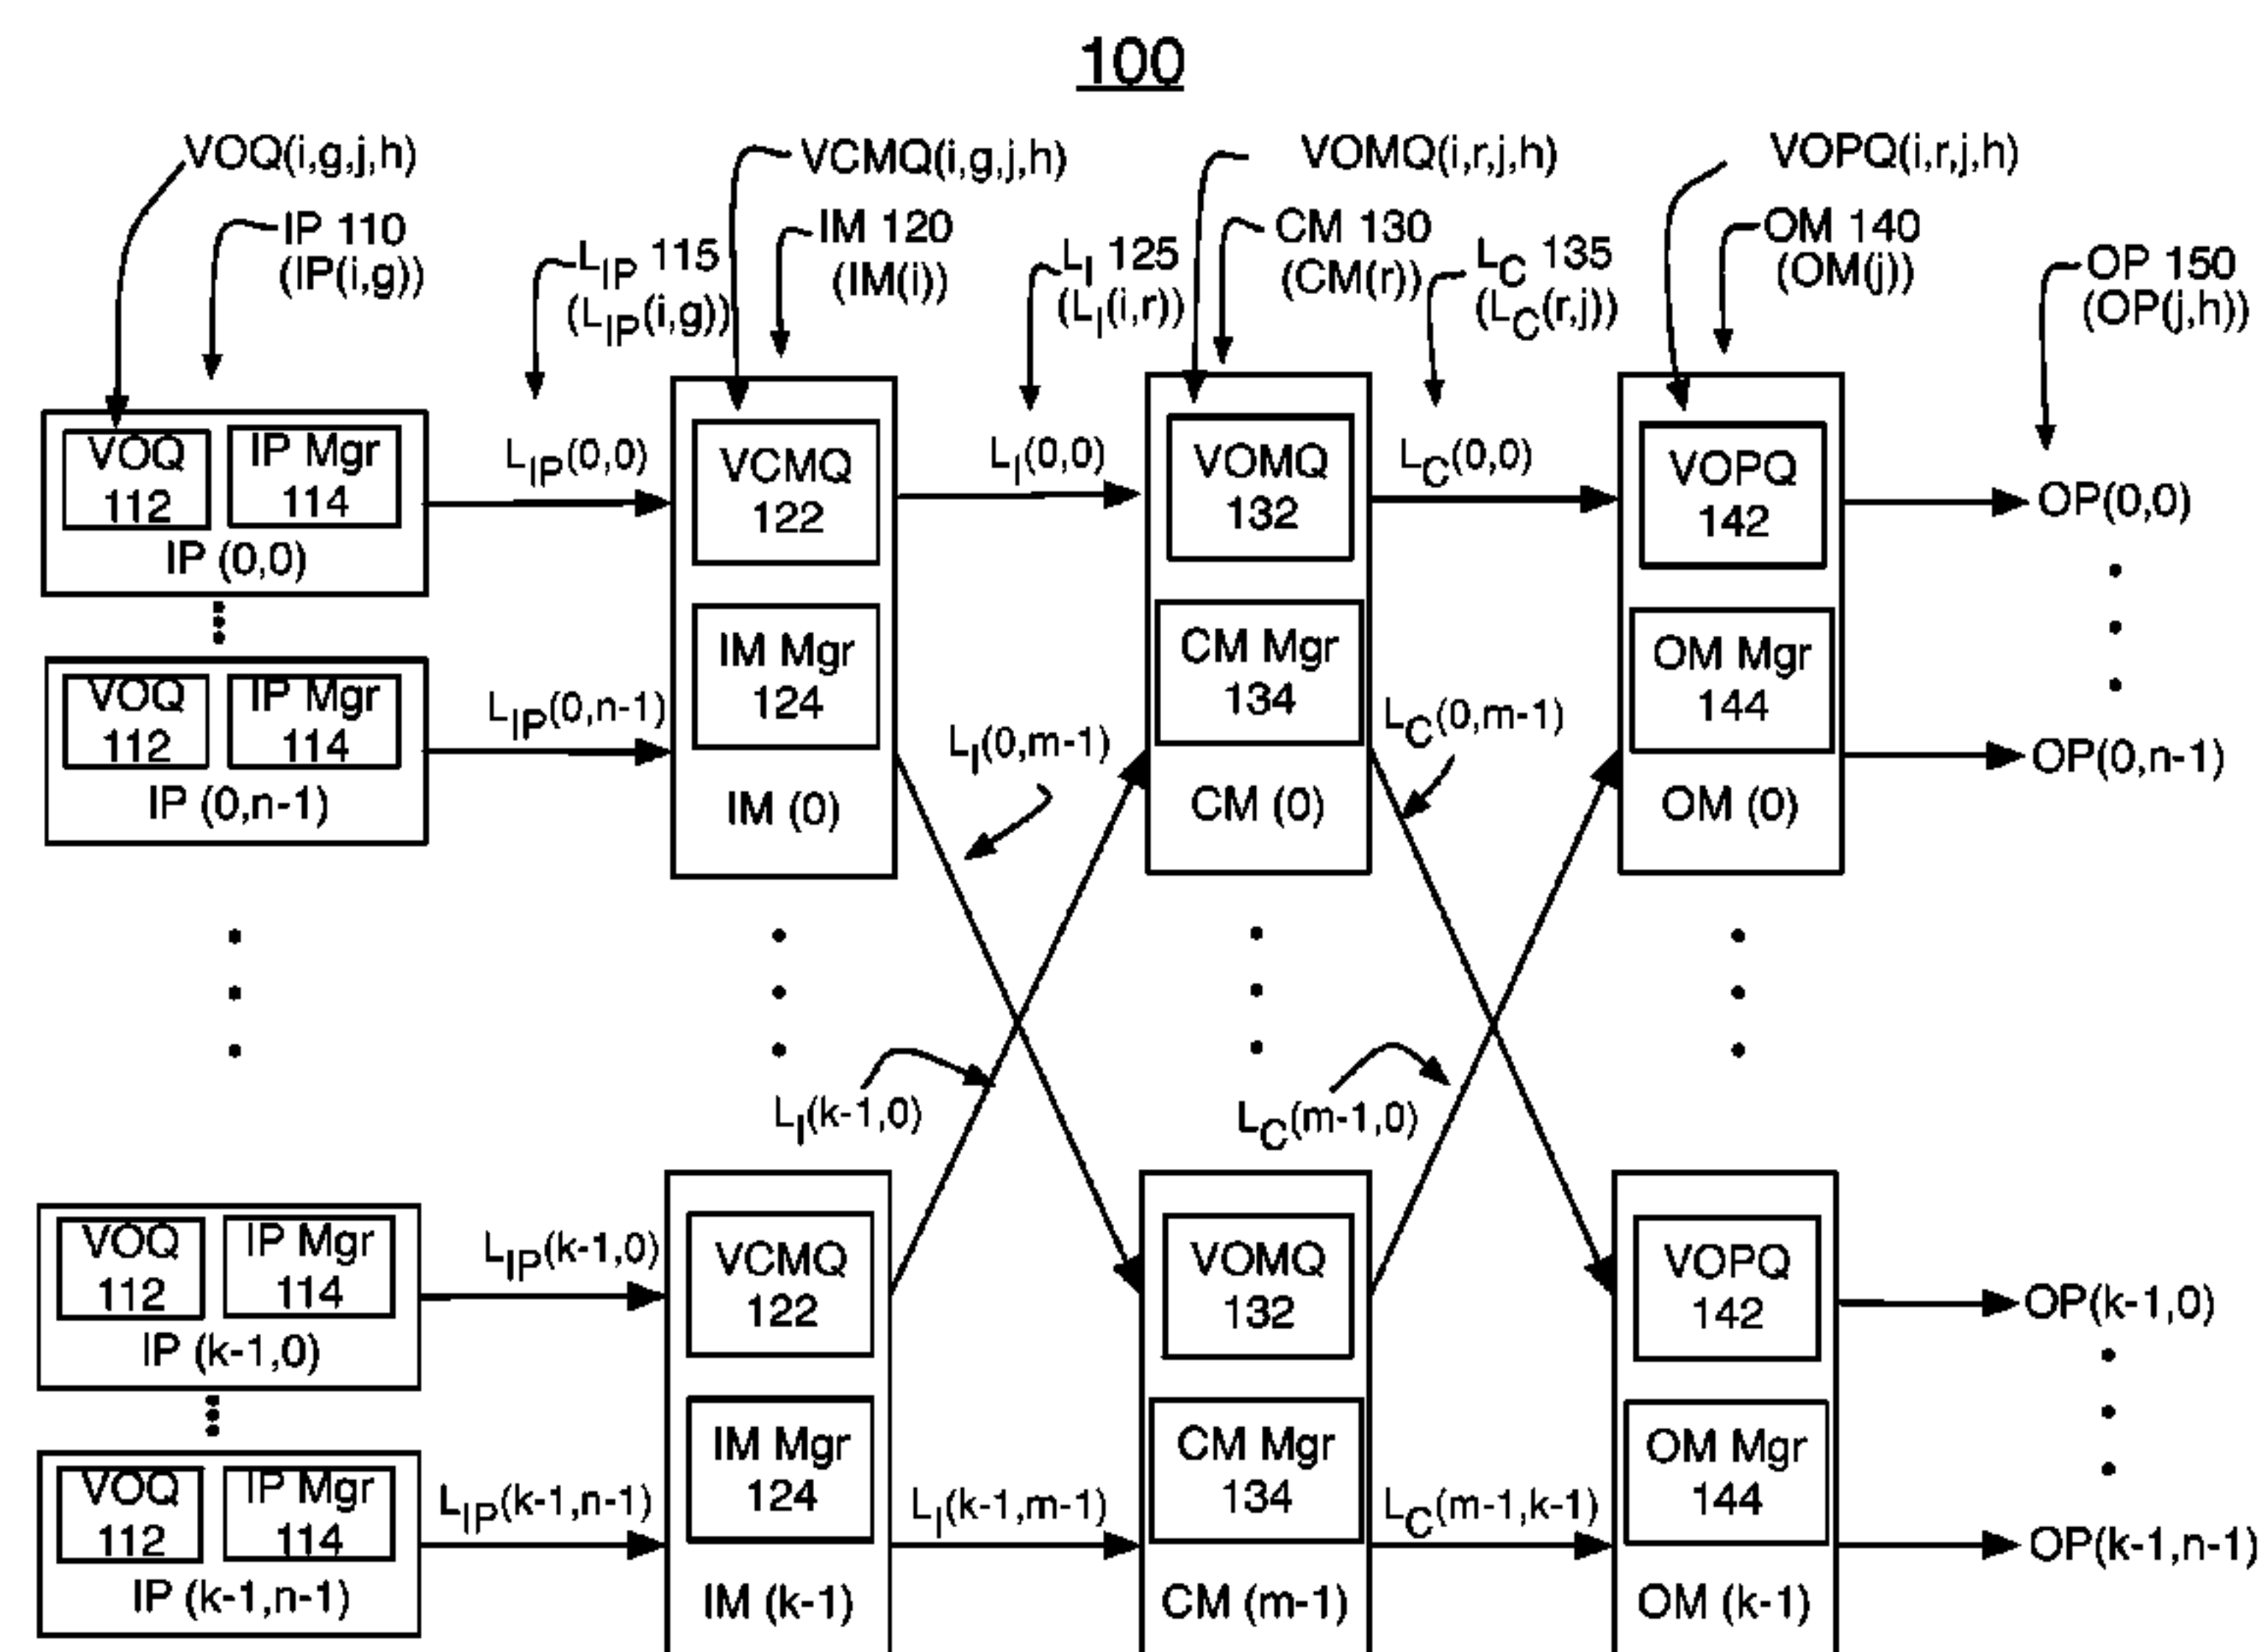 100
VOQ(i,g,j,h)
VCMQ(i,g,j,h)
VOMQ(i,r,j,h)
VOPQ(i,r,j,h)
IP 110
(IP(i,g))
LIP 115
(LIP(i,g))
IM 120
(IM(i))
LI 125
(LI(i,r))
CM 130
(CM(r))
LC 135
(LC(r,j))
OM 140
(OM(j))
OP 150
(OP(j,h))
VOQ
112
IP Mgr
114
IP (0,0)
LIP(0,0)
VCMQ
122
LI(0,0)
VOMQ
132
LC(0,0)
VOPQ
142
OP(0,0)
VOQ
112
IP Mgr
114
IP (0,n-1)
LIP(0,n-1)
IM Mgr
124
IM (0)
LI(0,m-1)
CM Mgr
134
CM (0)
LC(0,m-1)
OM Mgr
144
OM (0)
OP(0,n-1)
LI(k-1,0)
LC(m-1,0)
VOQ
112
IP Mgr
114
IP (k-1,0)
LIP(k-1,0)
VCMQ
122
VOMQ
132
VOPQ
142
OP(k-1,0)
VOQ
112
IP Mgr
114
IP (k-1,n-1)
LIP(k-1,n-1)
IM Mgr
124
IM (k-1)
LI(k-1,m-1)
CM Mgr
134
CM (m-1)
LC(m-1,k-1)
OM Mgr
144
OM (k-1)
OP(k-1,n-1)